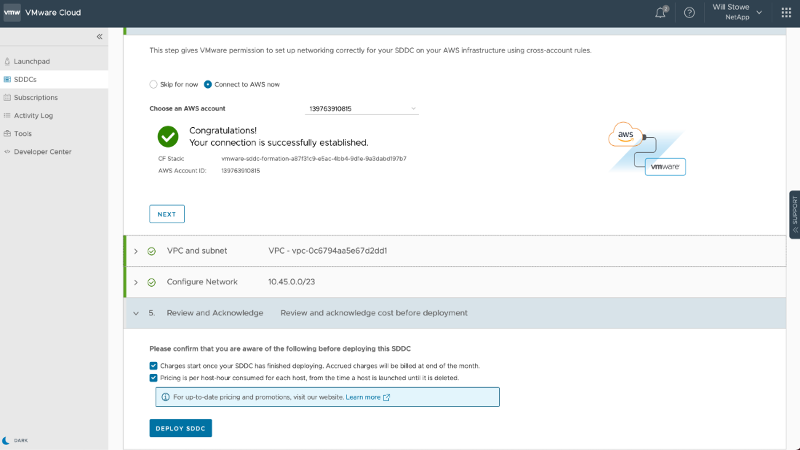 vmw VMware Cloud
2
Will Stowe
NetApp
Launchpad
SDDCs
Subscriptions
Activity Log
Tools
Developer Center
DARK
This step gives VMware permission to set up networking correctly for your SDDC on your AWS infrastructure using cross-account rules.
Skip for now Connect to AWS now
Choose an AWS account 139763910815
Congratulations!
Your connection is successfully established.
CF Stack: vmware-sddc-formation-a87f31c9-e5ac-4bb4-9d1e-9a3dabd197b7
AWS Account ID: 139763910815
aws
vmware
NEXT
SUPPORT
VPC and subnet VPC - vpc-0c6794aa5e67d2dd1
Configure Network 10.45.0.0/23
5. Review and Acknowledge Review and acknowledge cost before deployment
Please confirm that you are aware of the following before deploying this SDDC
Charges start once your SDDC has finished deploying. Accrued charges will be billed at end of the month.
Pricing is per host-hour consumed for each host, from the time a host is launched until it is deleted.
For up-to-date pricing and promotions, visit our website. Learn more
DEPLOY SDDC